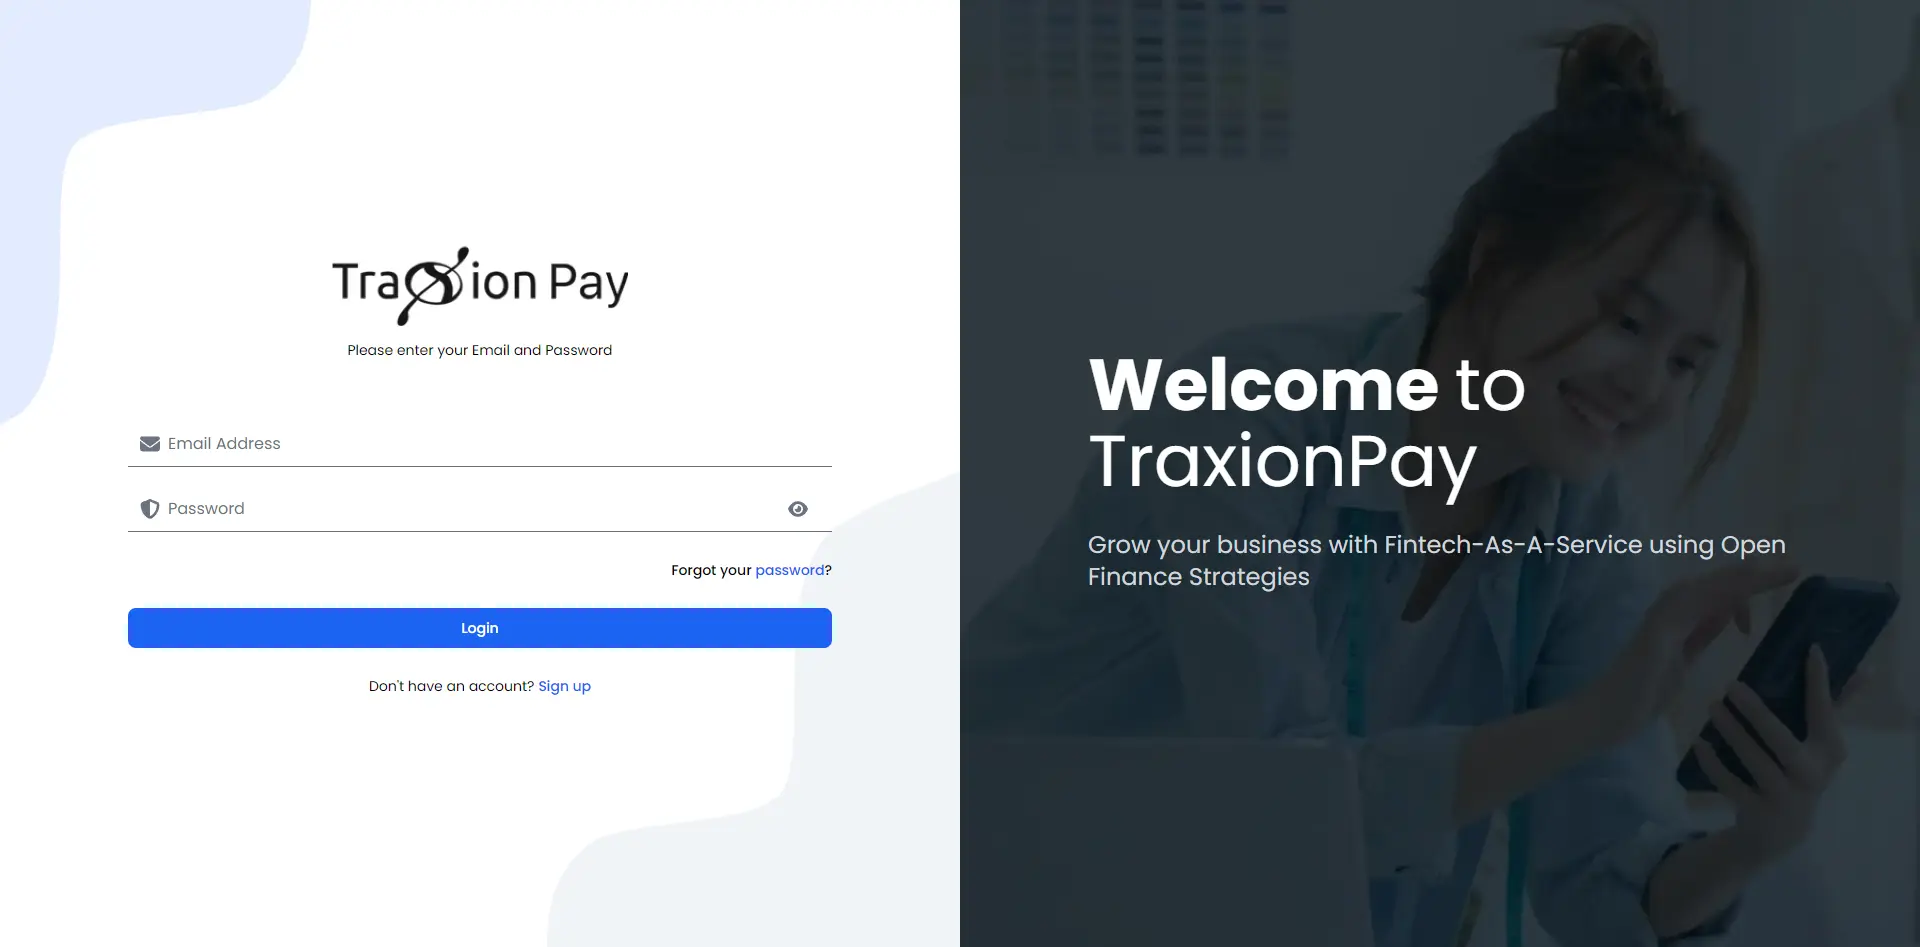 Traxion Pay
Please enter your Email and Password
Email Address
Password
Forgot your password?
Login
Don't have an account? Sign up
Welcome to
TraxionPay
Grow your business with Fintech-As-A-Service using Open
Finance Strategies